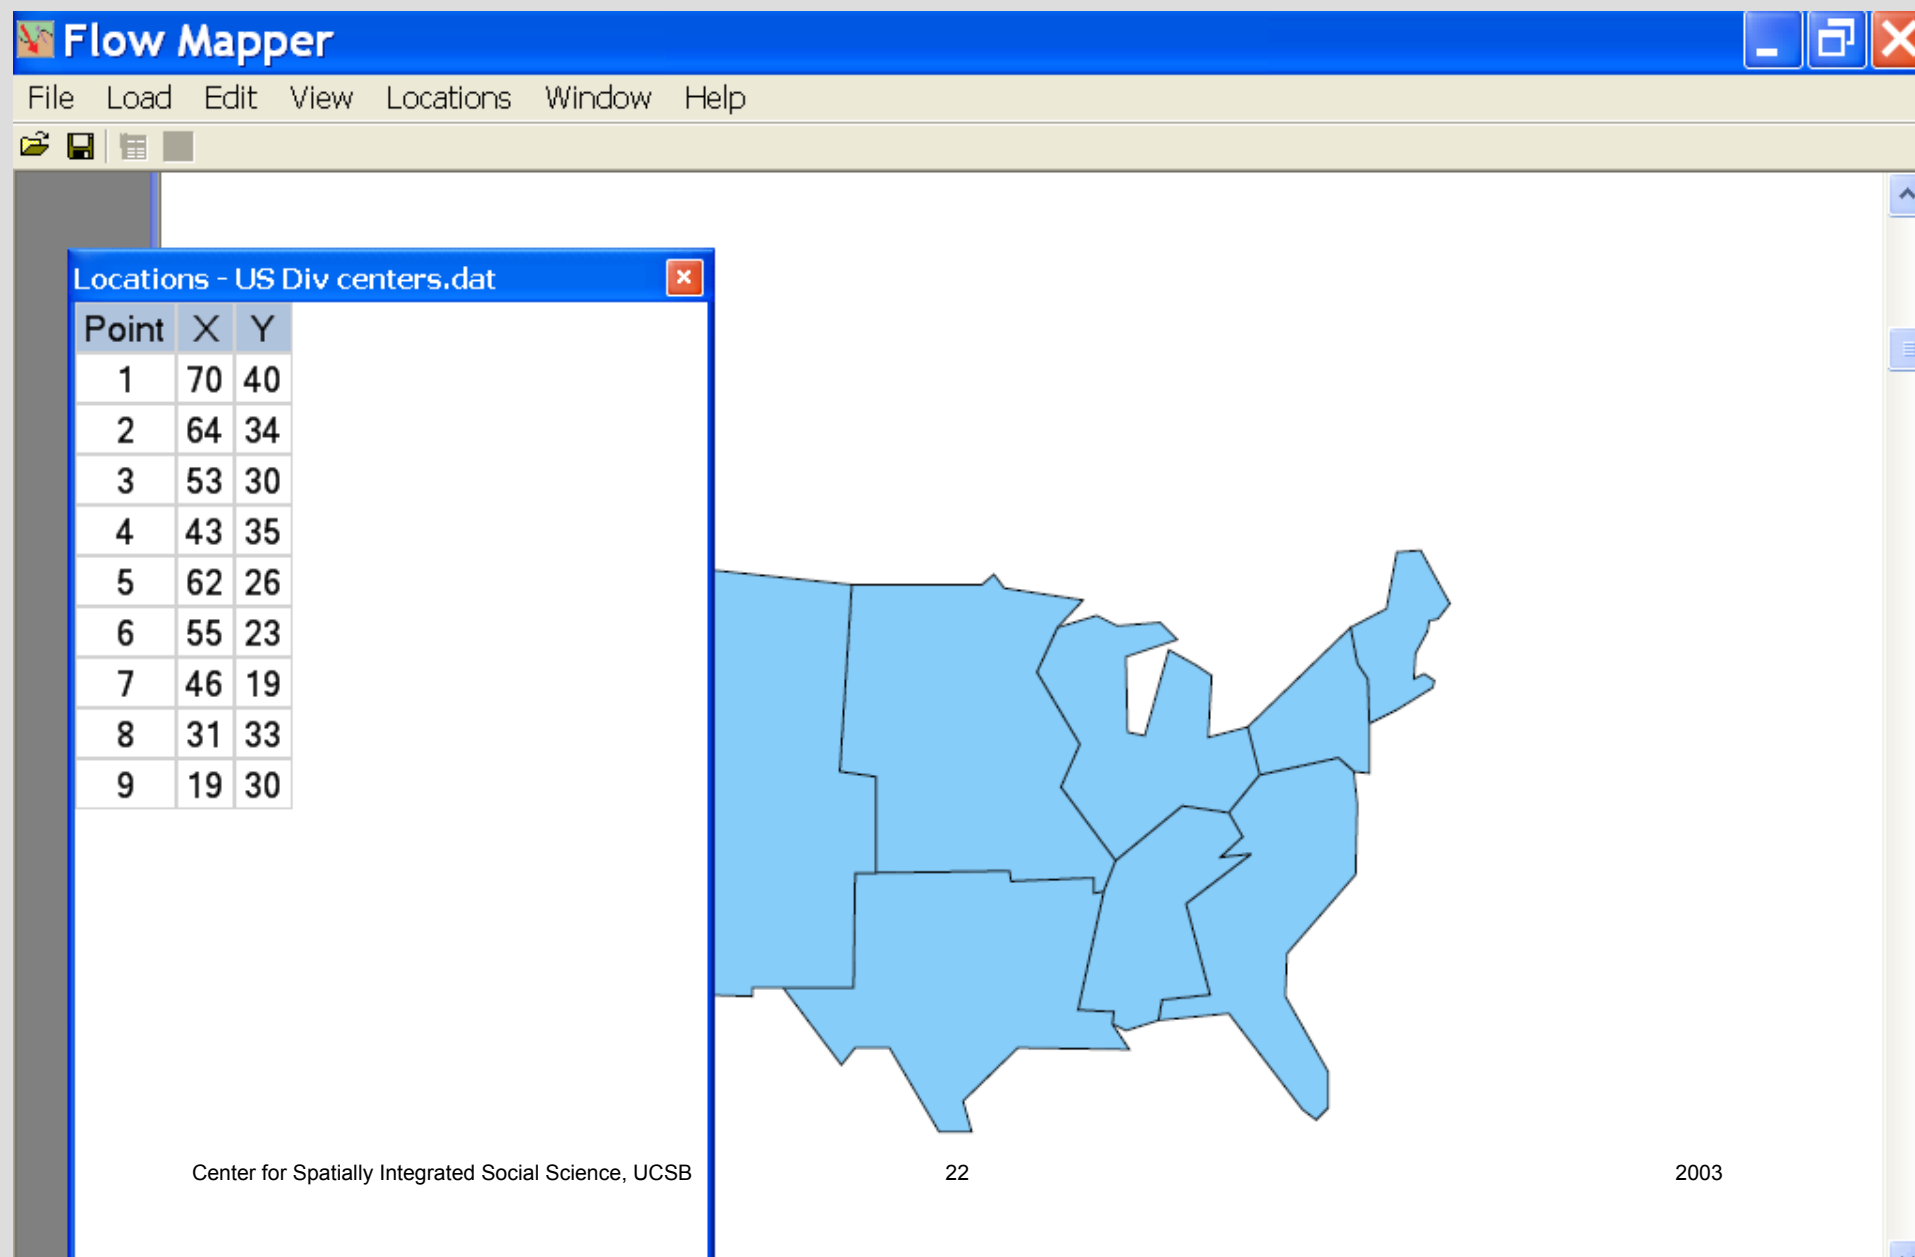 Flow Mapper
File Load Edit View Locations Window Help
Locations - US Div centers.dat
Point X Y
1 70 40
2 64 34
3 53 30
4 43 35
5 62 26
6 55 23
7 46 19
8 31 33
9 19 30
Center for Spatially Integrated Social Science, UCSB 22 2003